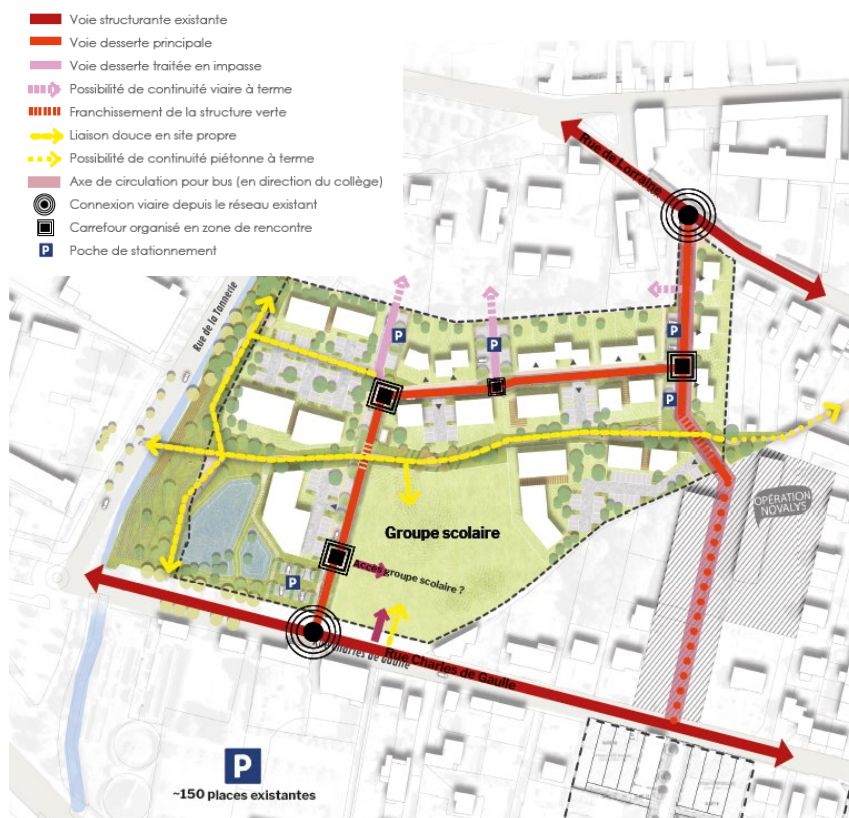 Voie structurante existante
Voie desserte principale
Voie desserte traitée en impasse
Possibilité de continuité viaire à terme
Franchissement de la structure verte
Liaison douce en site propre
Possibilité de continuité piétonne à terme
Axe de circulation pour bus (en direction du collège)
Connexion viaire depuis le réseau existant
Carrefour organisé en zone de rencontre
P
Poche de stationnement
Rue de Lorraine
Rue de la Tannerie
P
P
P
P
OPÉRATION
NOVALYS
Groupe scolaire
Accès groupe scolaire ?
P
Rue Charles de Gaulle
P
~150 places existantes